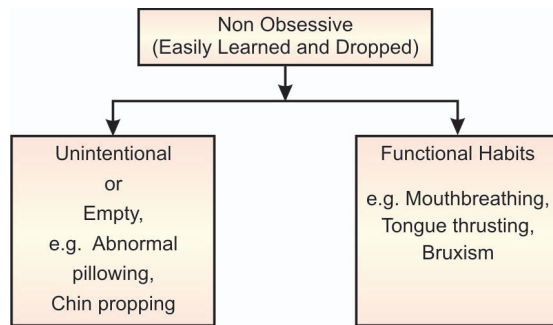 Non Obsessive
(Easily Learned and Dropped)
Unintentional
or
Empty,
e.g. Abnormal
pillowing,
Chin propping
Functional Habits
e.g. Mouthbreathing,
Tongue thrusting,
Bruxism